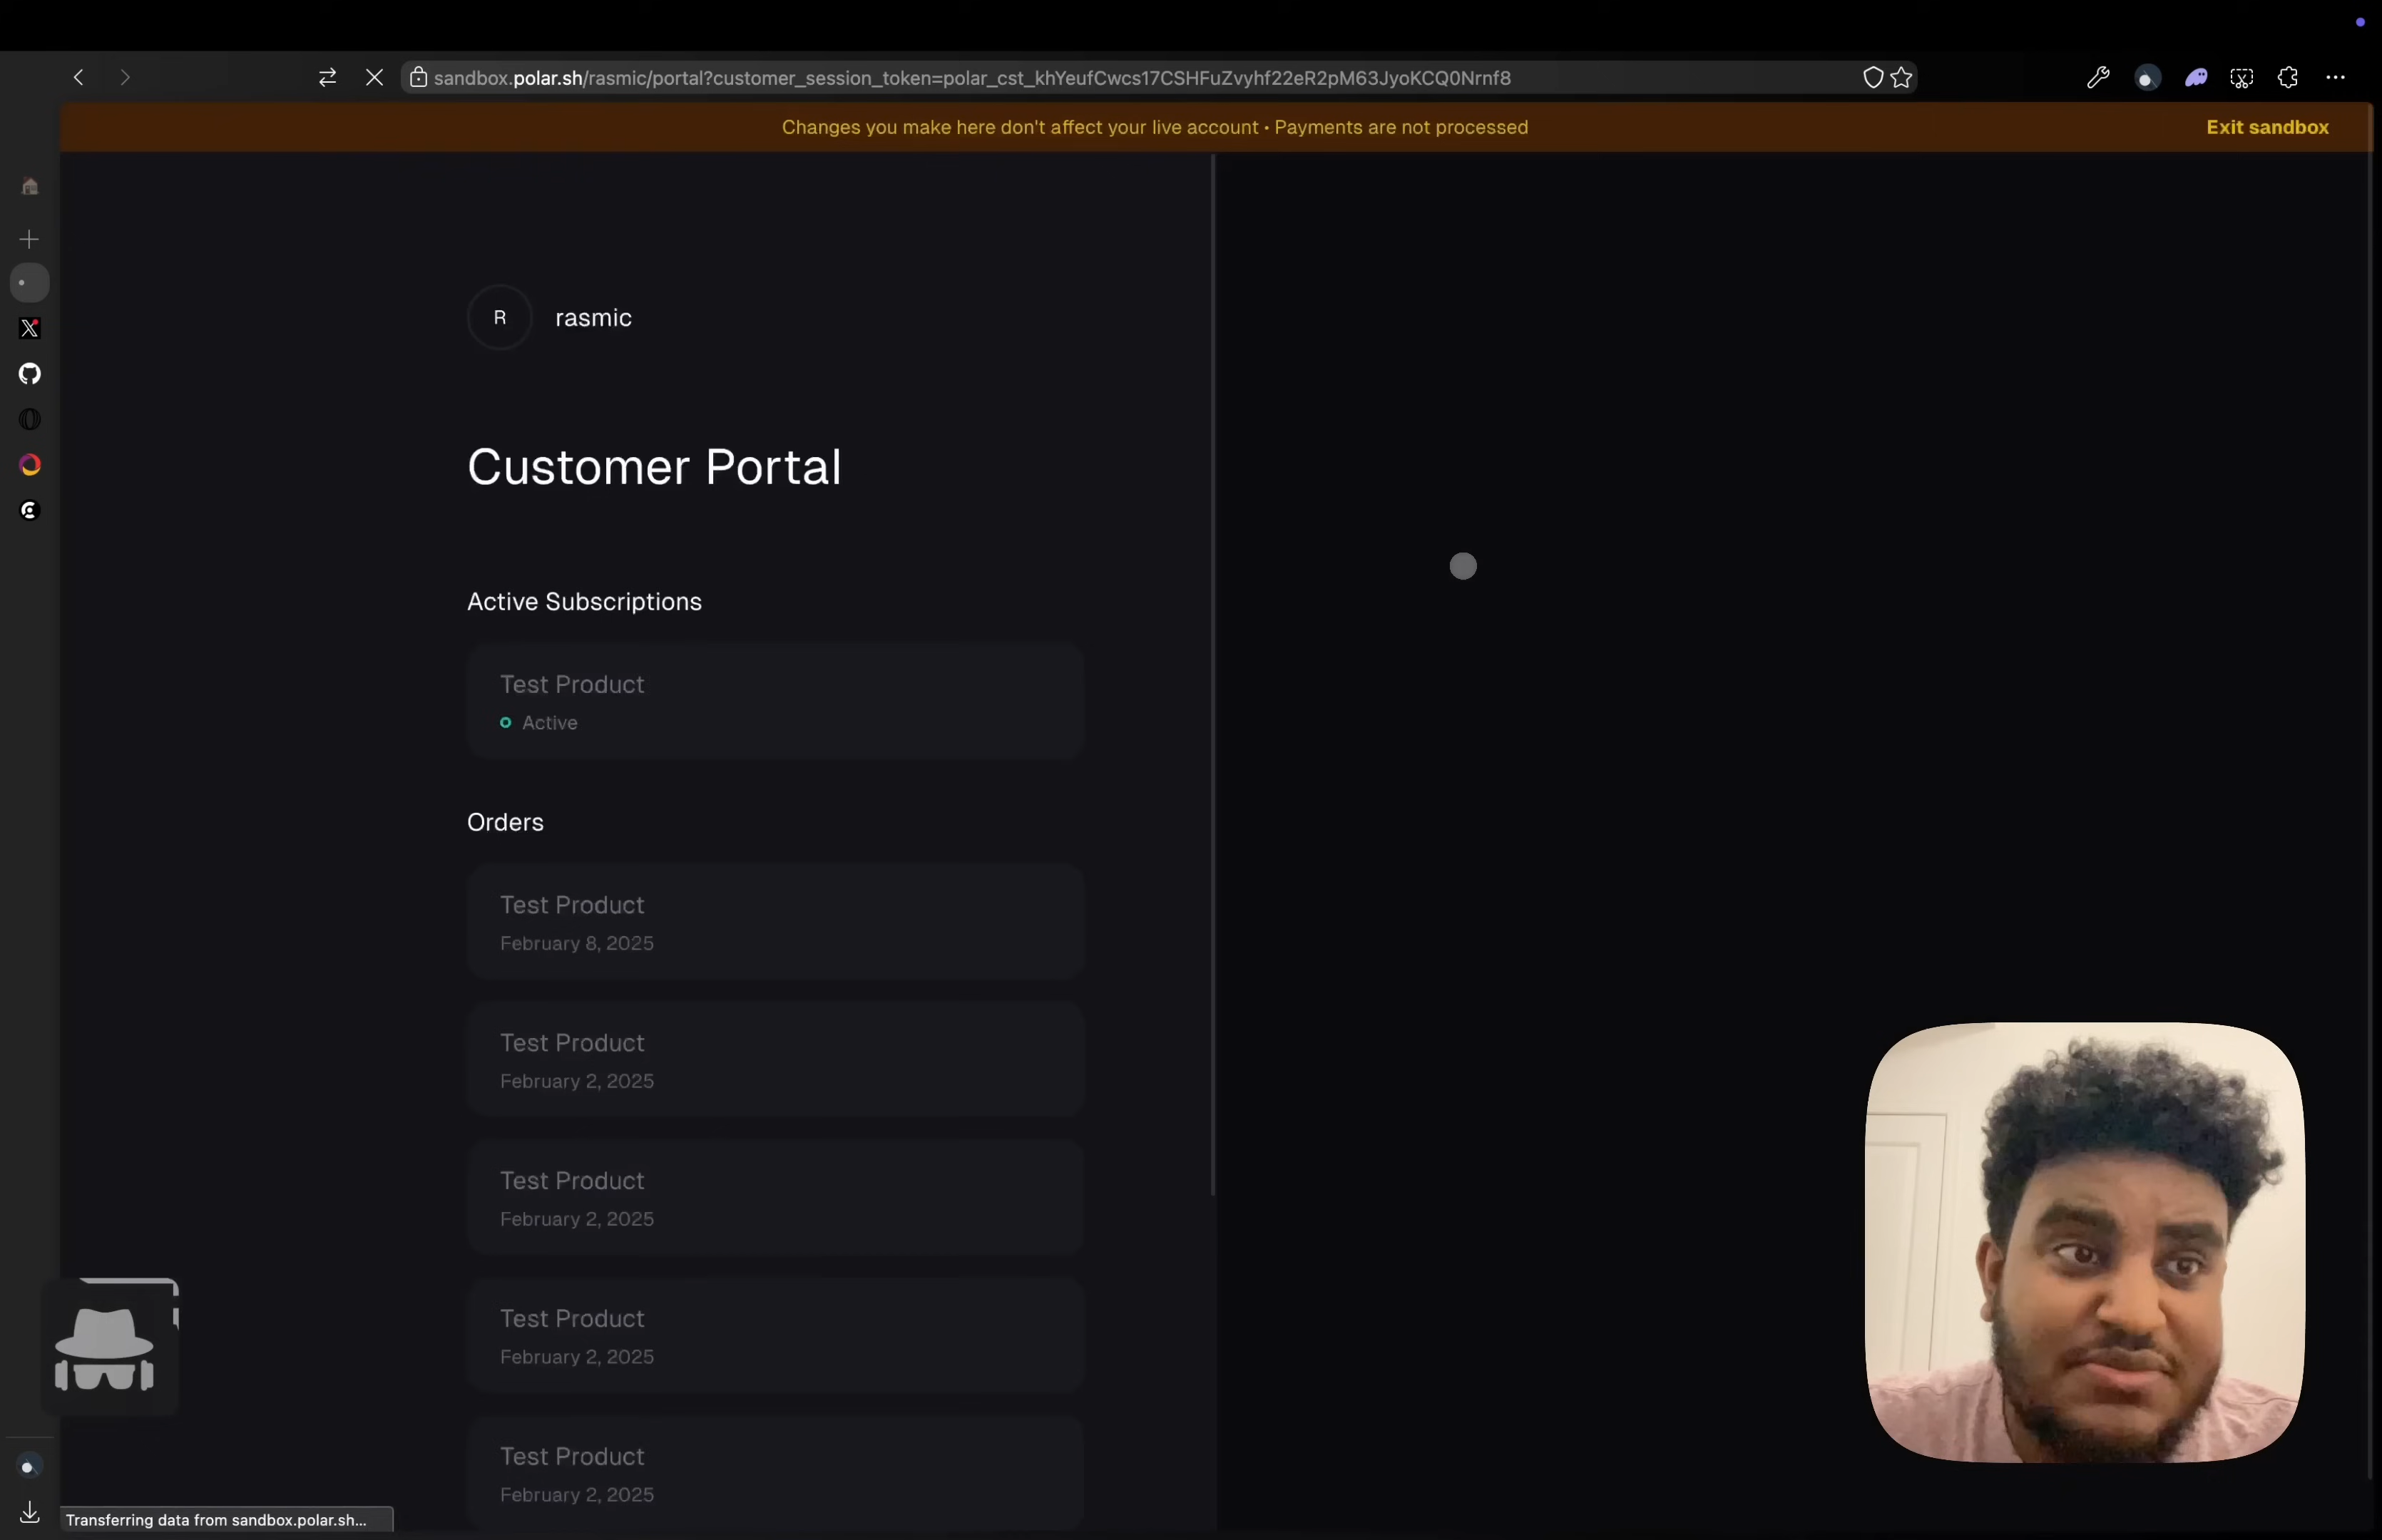 sandbox.polar.sh/rasmic/portal?customer_session_token=polar_cst_khYeufCwcs17CSHFuZvyhf22eR2pM63JyoKCQ0Nrnf8
Changes you make here don't affect your live account • Payments are not processed
Exit sandbox
R
rasmic
Customer Portal
Active Subscriptions
Test Product
Active
Orders
Test Product
February 8, 2025
Test Product
February 2, 2025
Test Product
February 2, 2025
Test Product
February 2, 2025
Test Product
February 2, 2025
Transferring data from sandbox.polar.sh...